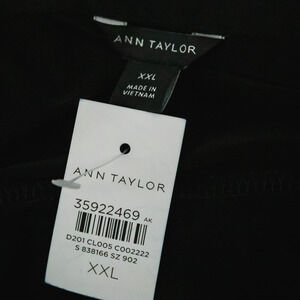 ANN TAYLOR
XXL
MADE IN
VIETNAM
ANN TAYLOR
35922469 AK
D201 CL005 C002222
S 838166 SZ 902
XXL